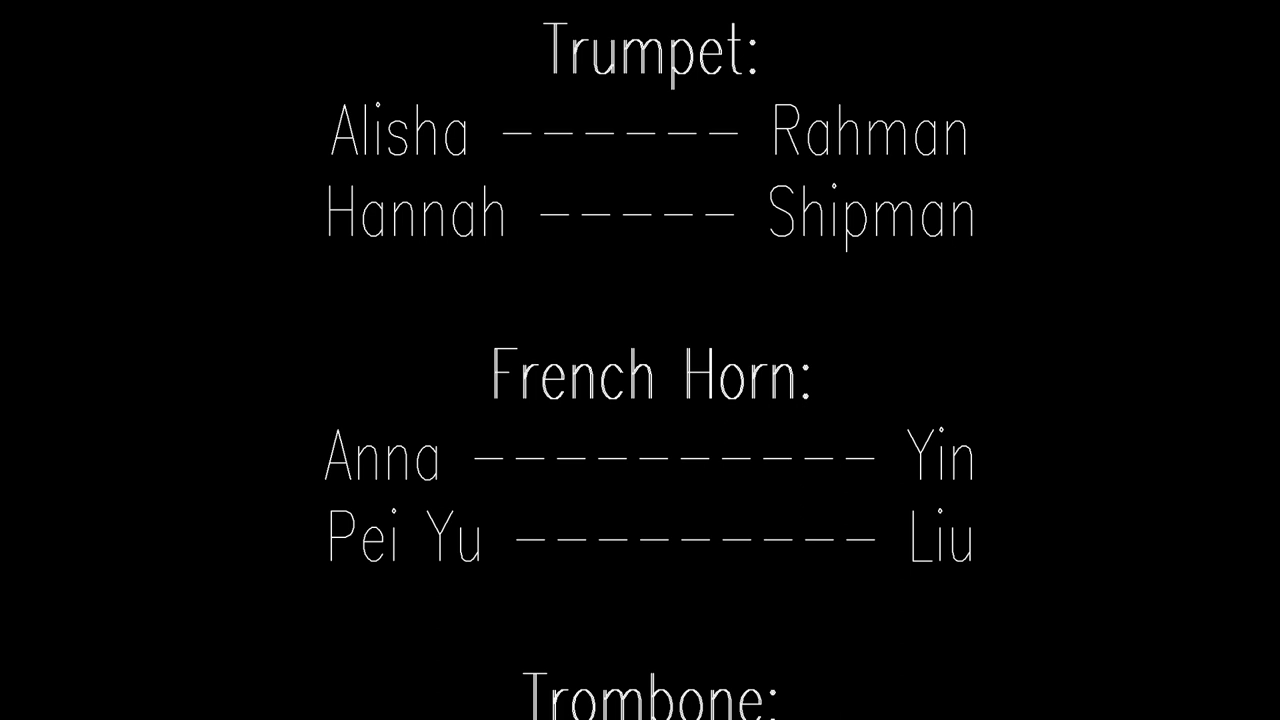 Trumpet:
Alisha ------ Rahman
Hannah ----- Shipman
French Horn:
Anna ---------- Yin
Pei Yu --------- Liu
Trombone: